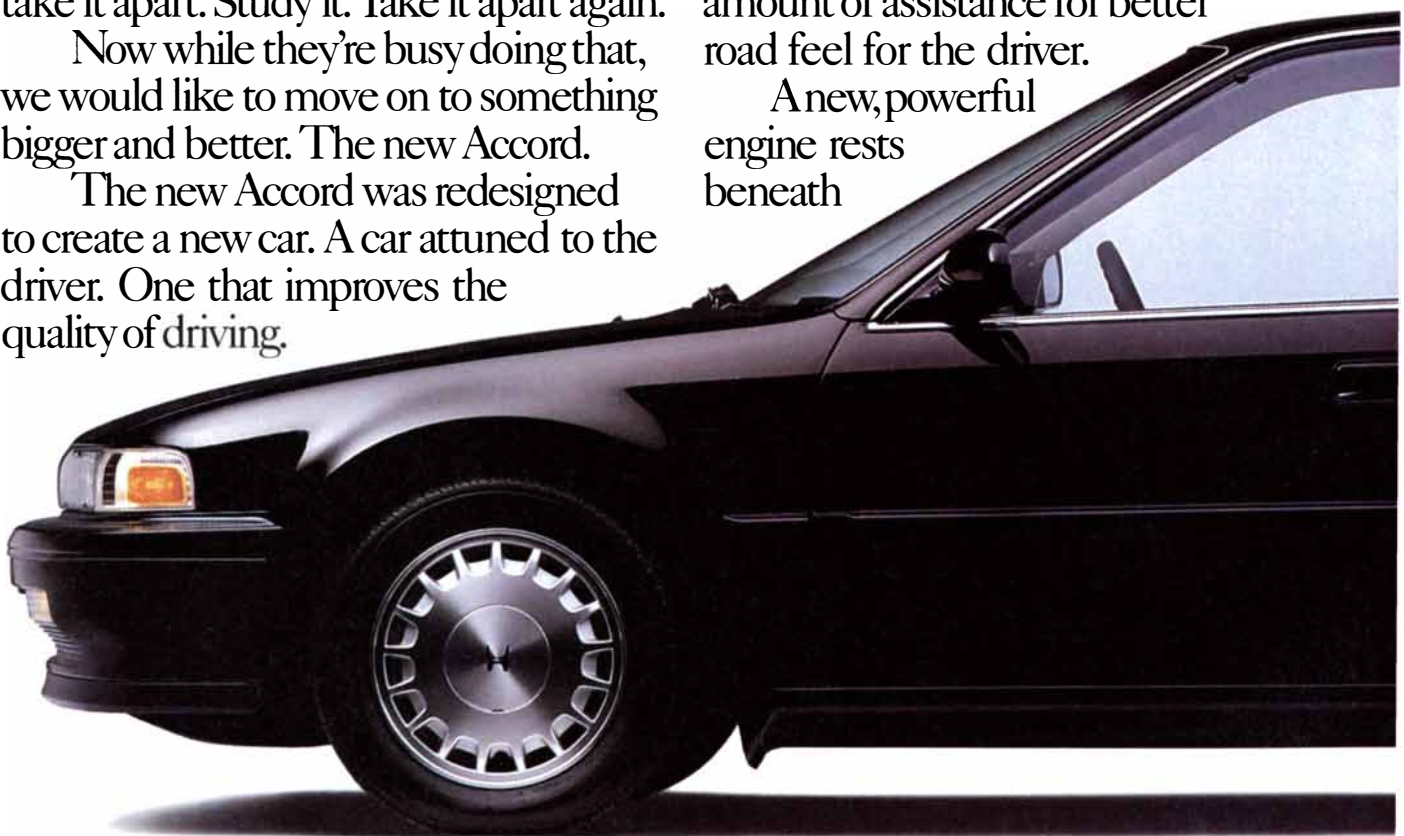 take it apart. Study it. Take it apart again.
Now while they're busy doing that,
we would like to move on to something
bigger and better. The new Accord.
The new Accord was redesigned
to create a new car. A car attuned to the
driver. One that improves the
quality of driving.
amount of assistance for better
road feel for the driver.
A new, powerful
engine rests
beneath